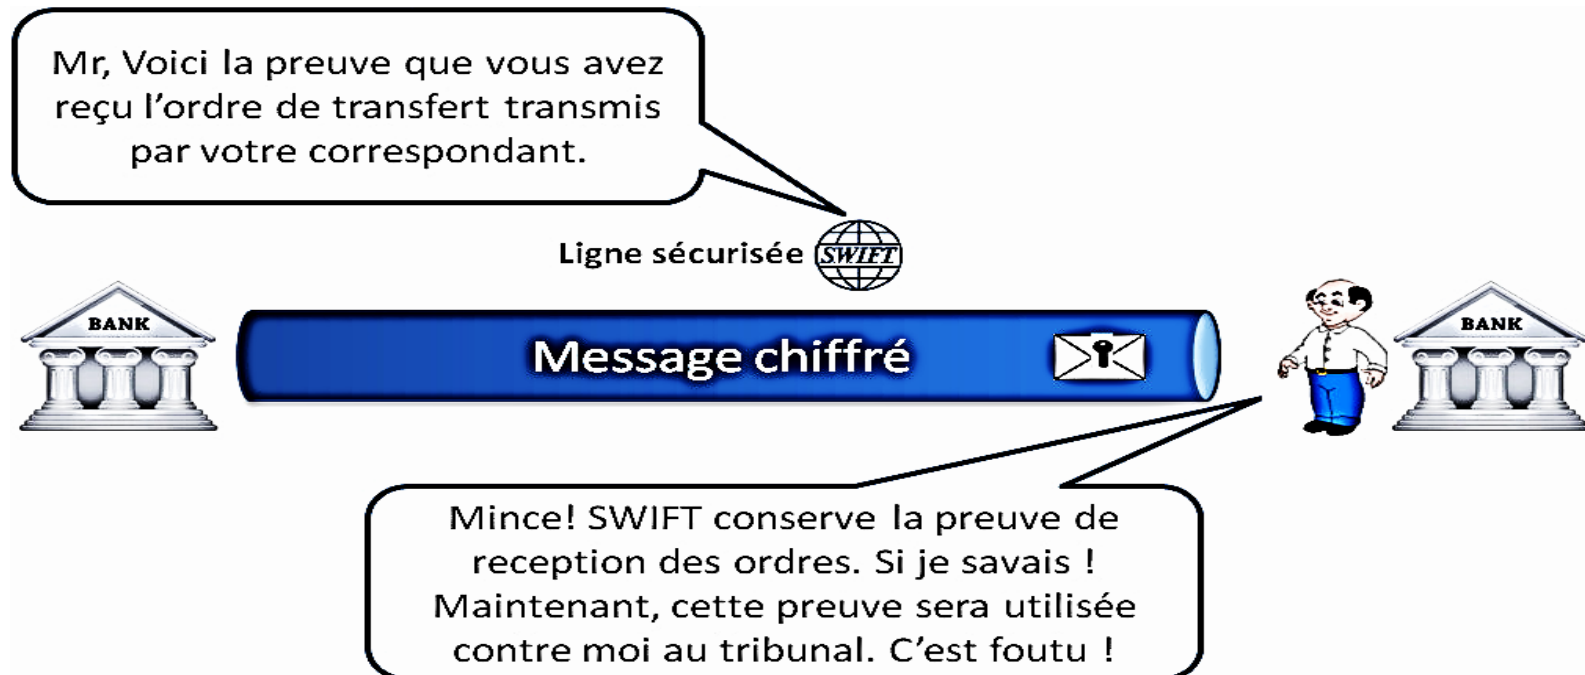 Mr, Voici la preuve que vous avez
reçu l'ordre de transfert transmis
par votre correspondant.
Ligne sécurisée SWIFT
BANK
Message chiffré
BANK
Mince! SWIFT conserve la preuve de
reception des ordres. Si je savais !
Maintenant, cette preuve sera utilisée
contre moi au tribunal. C'est foutu !